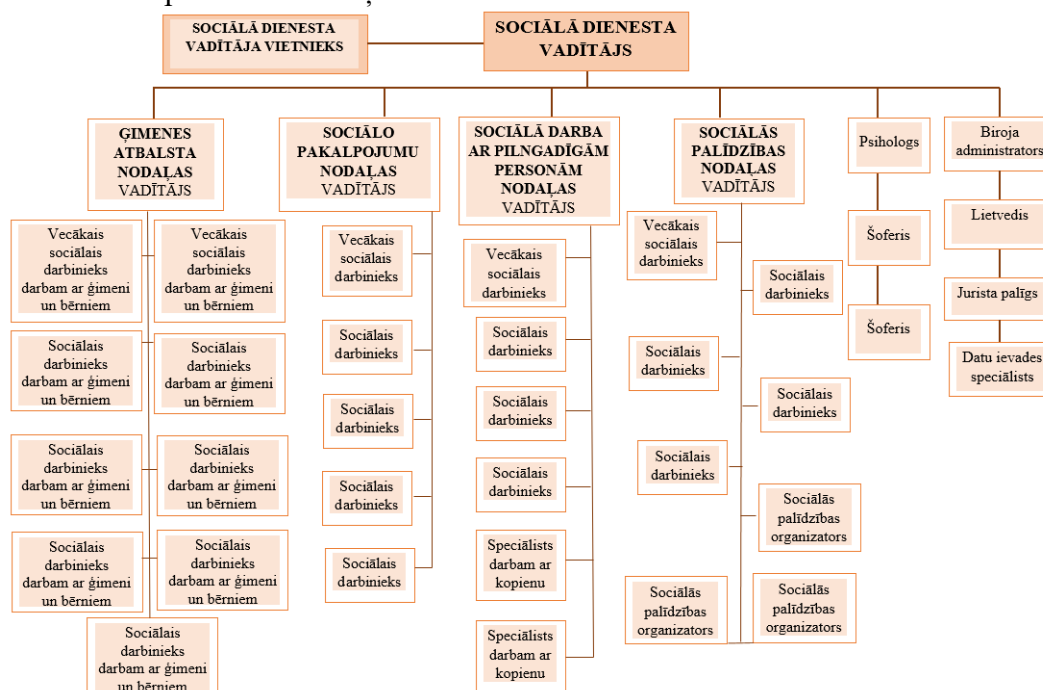 SOCIĀLĀ DIENESTA
VADĪTĀJA VIETNIEKS
SOCIĀLĀ DIENESTA
VADĪTĀJS
ĢIMENES
ATBALSTA
NODAĻAS
VADĪTĀJS
Vecākais
sociālais
darbinieks
darbam ar ģimeni
un bērniem
Vecākais
sociālais
darbinieks
darbam ar ģimeni
un bērniem
Sociālais
darbinieks
darbam ar ģimeni
un bērniem
Sociālais
darbinieks
darbam ar ģimeni
un bērniem
Sociālais
darbinieks
darbam ar ģimeni
un bērniem
Sociālais
darbinieks
darbam ar ģimeni
un bērniem
Sociālais
darbinieks
darbam ar ģimeni
un bērniem
Sociālais
darbinieks
darbam ar ģimeni
un bērniem
Sociālais
darbinieks
darbam ar ģimeni
un bērniem
SOCIĀLO
PAKALPOJUMU
NODAĻAS
VADĪTĀJS
Vecākais
sociālais
darbinieks
Sociālais
darbinieks
Sociālais
darbinieks
Sociālais
darbinieks
Sociālais
darbinieks
SOCIĀLĀ DARBA
AR PILNGADĪGĀM
PERSONĀM
NODAĻAS
VADĪTĀJS
Vecākais
sociālais
darbinieks
Sociālais
darbinieks
Sociālais
darbinieks
Sociālais
darbinieks
Speciālists
darbam ar
kopienu
Speciālists
darbam ar
kopienu
SOCIĀLĀS
PALĪDZĪBAS
NODAĻAS
VADĪTĀJS
Vecākais
sociālais
darbinieks
Sociālais
darbinieks
Sociālais
darbinieks
Sociālais
darbinieks
Sociālais
darbinieks
Sociālās
palīdzības
organizators
Sociālās
palīdzības
organizators
Sociālās
palīdzības
organizators
Psihologs
Šoferis
Šoferis
Biroja
administrators
Lietvedis
Jurista palīgs
Datu ievades
speciālists